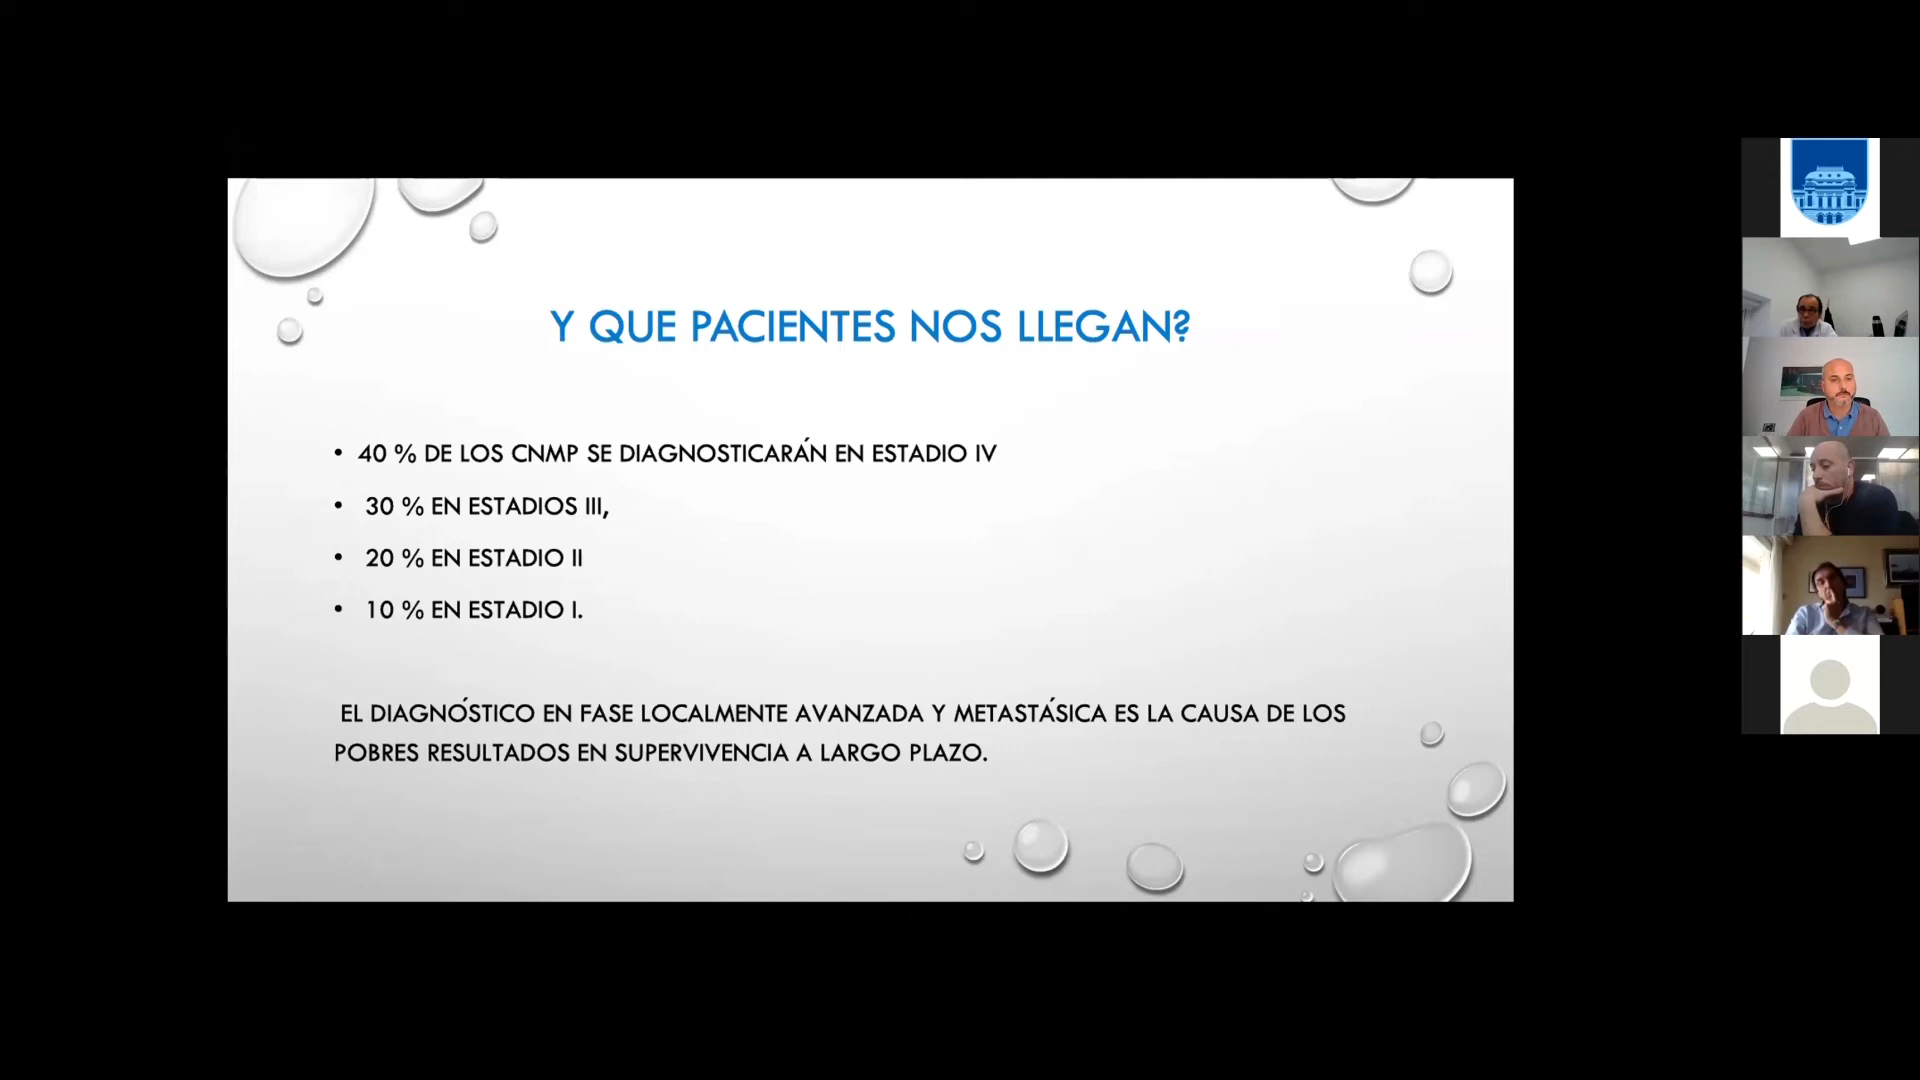 Y QUE PACIENTES NOS LLEGAN?
• 40 % DE LOS CNMP SE DIAGNOSTICARÁN EN ESTADIO IV
• 30 % EN ESTADIOS III,
• 20 % EN ESTADIO II
• 10 % EN ESTADIO I.
EL DIAGNÓSTICO EN FASE LOCALMENTE AVANZADA Y METASTÁSICA ES LA CAUSA DE LOS
POBRES RESULTADOS EN SUPERVIVENCIA A LARGO PLAZO.